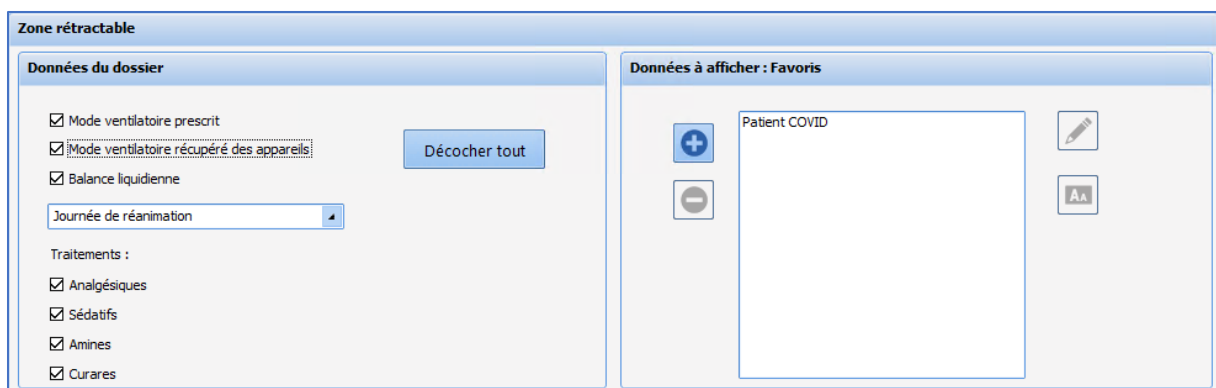 Zone rétractable
Données du dossier
Mode ventilatoire prescrit
Mode ventilatoire récupéré des appareils
Balance liquidienne
Décocher tout
Journée de réanimation
Traitements :
Analgésiques
Sédatifs
Amines
Curares
Données à afficher : Favoris
Patient COVID
AA